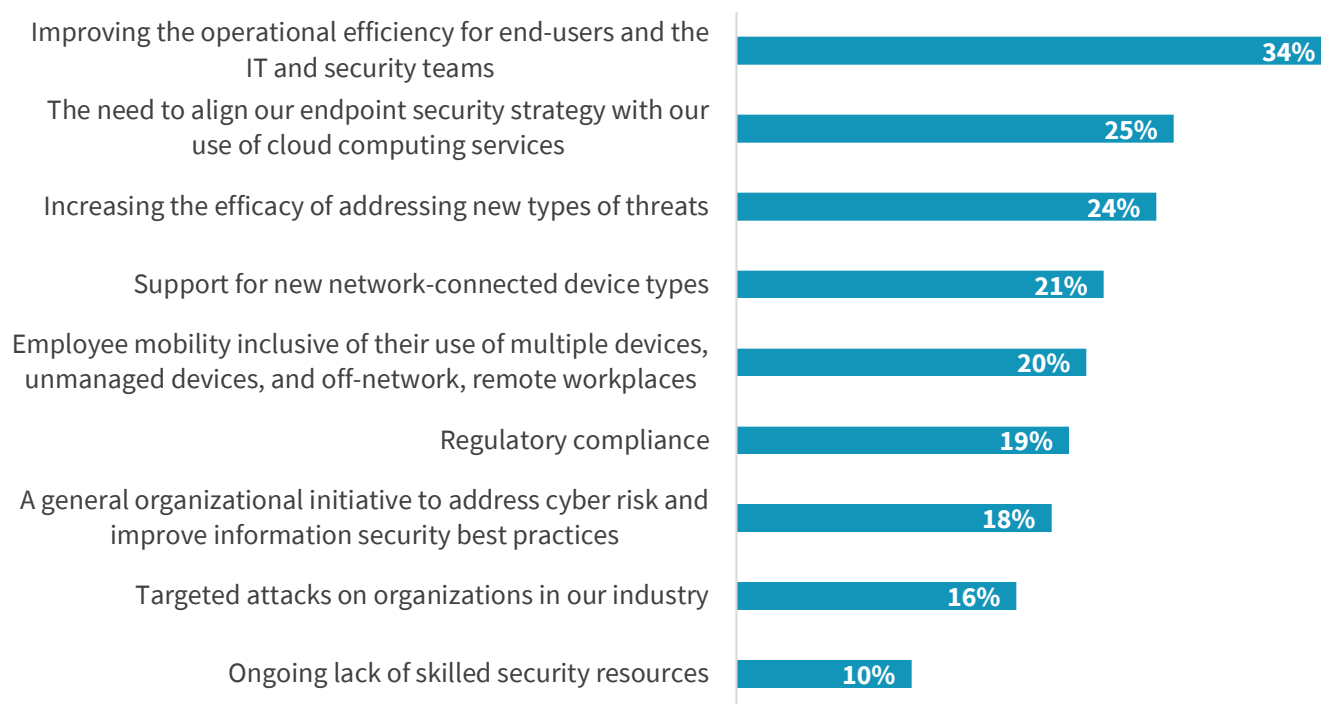 Improving the operational efficiency for end-users and the
IT and security teams
34%
The need to align our endpoint security strategy with our
use of cloud computing services
25%
Increasing the efficacy of addressing new types of threats
24%
Support for new network-connected device types
21%
Employee mobility inclusive of their use of multiple devices,
unmanaged devices, and off-network, remote workplaces
20%
Regulatory compliance
19%
A general organizational initiative to address cyber risk and
improve information security best practices
18%
Targeted attacks on organizations in our industry
16%
Ongoing lack of skilled security resources
10%